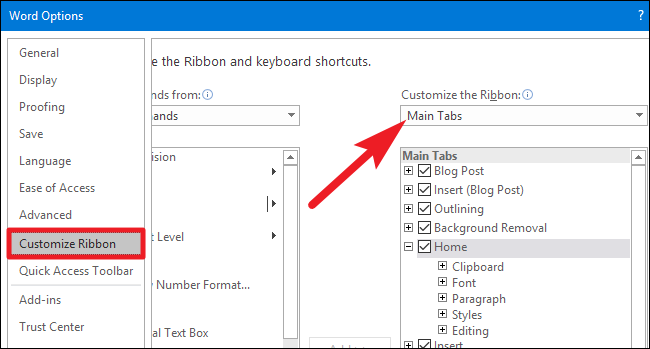 Word Options
?
General
Display
Proofing
Save
Language
Ease of Access
Advanced
Customize Ribbon
Quick Access Toolbar
Add-ins
Trust Center
e the Ribbon and keyboard shortcuts.
nds from:
ands
ision
t Level
y Number Format...
al Text Box
Customize the Ribbon:
Main Tabs
Main Tabs
Blog Post
Insert (Blog Post)
Outlining
Background Removal
Home
Clipboard
Font
Paragraph
Styles
Editing
Insert